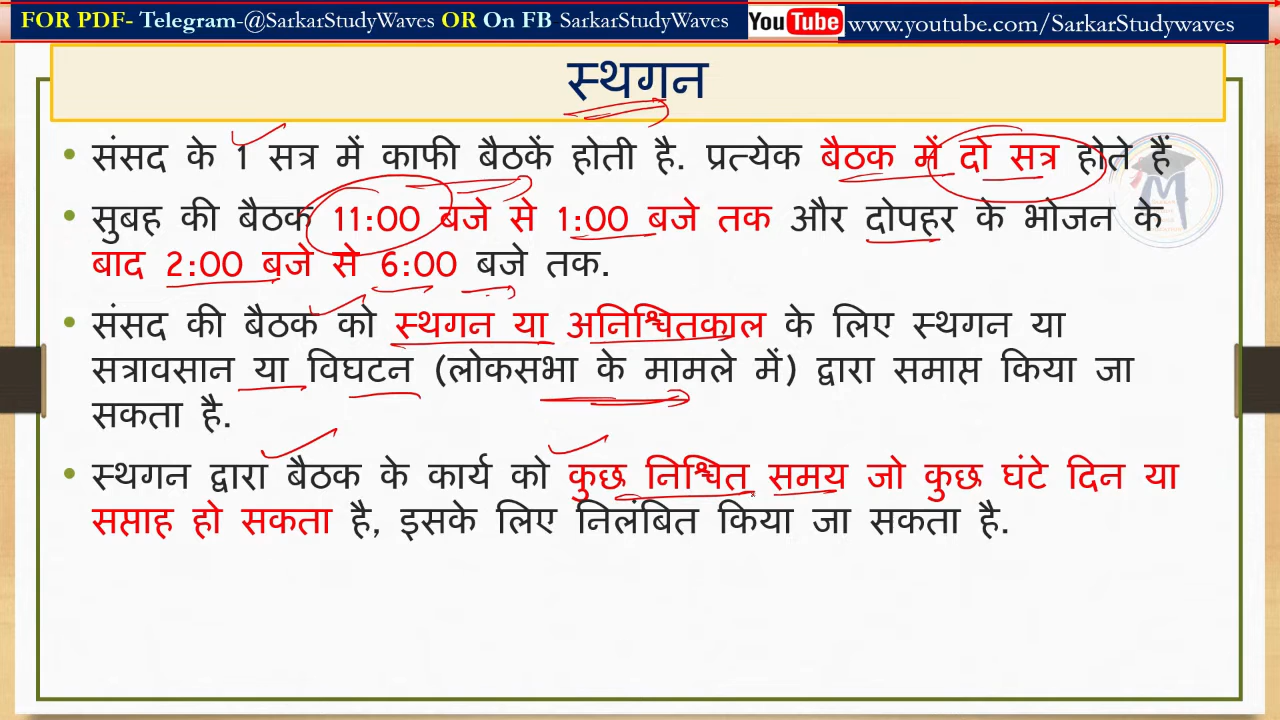 FOR PDF- Telegram-@SarkarStudyWaves OR On FB SarkarStudyWaves YouTube www.youtube.com/SarkarStudywaves
स्थगन
• संसद के 1 सत्र में काफी बैठकें होती है. प्रत्येक बैठक में दो सत्र होते हैं
• सुबह की बैठक 11:00 बजे से 1:00 बजे तक और दोपहर के भोजन के
बाद 2:00 बजे से 6:00 बजे तक.
• संसद की बैठक को स्थगन या अनिश्चितकाल के लिए स्थगन या
सत्रावसान या विघटन (लोकसभा के मामले में) द्वारा समाप्त किया जा
सकता है.
• स्थगन द्वारा बैठक के कार्य को कुछ निश्चित समय जो कुछ घंटे दिन या
सप्ताह हो सकता है, इसके लिए निलंबित किया जा सकता है.